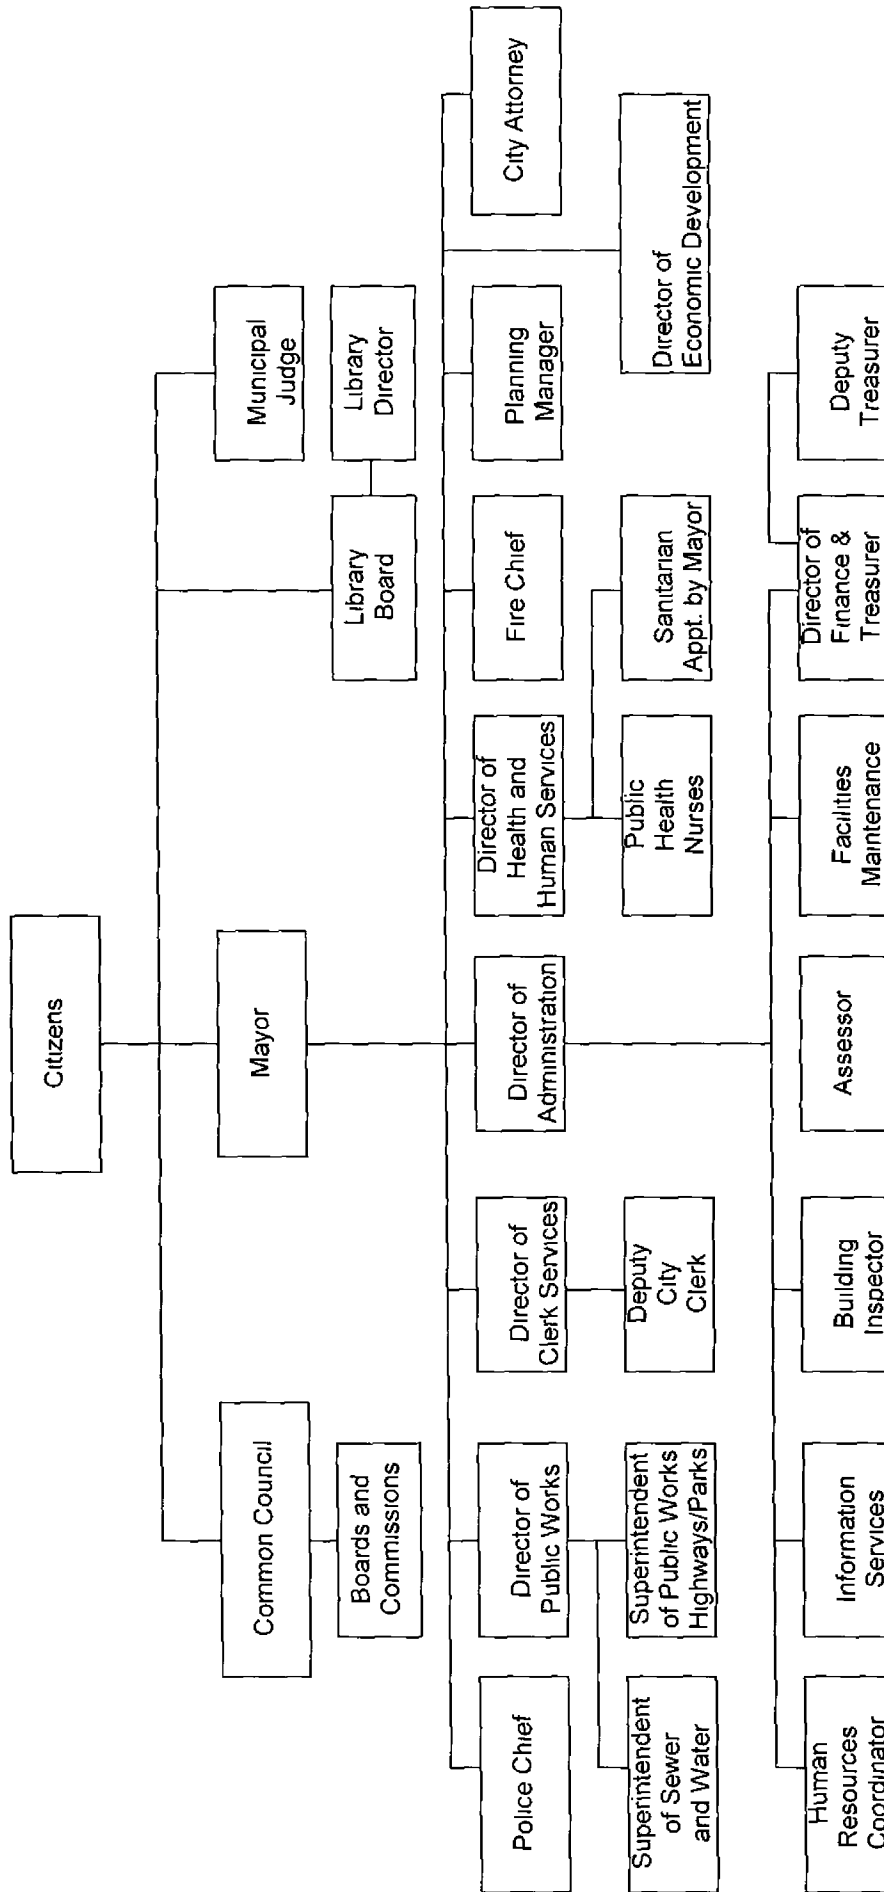 Citizens
Common Council
Mayor
Municipal
Judge
Boards and
Commissions
Library
Board
Library
Director
Police Chief
Director of
Public Works
Director of
Clerk Services
Director of
Administration
Director of
Health and
Human Services
Fire Chief
Planning
Manager
City Attorney
Superintendent
of Sewer
and Water
Superintendent
of Public Works
Highways/Parks
Deputy
City
Clerk
Public
Health
Nurses
Sanitarian
Appt. by Mayor
Director of
Economic Development
Human
Resources
Coordinator
Information
Services
Building
Inspector
Assessor
Facilities
Maintenance
Director of
Finance &
Treasurer
Deputy
Treasurer